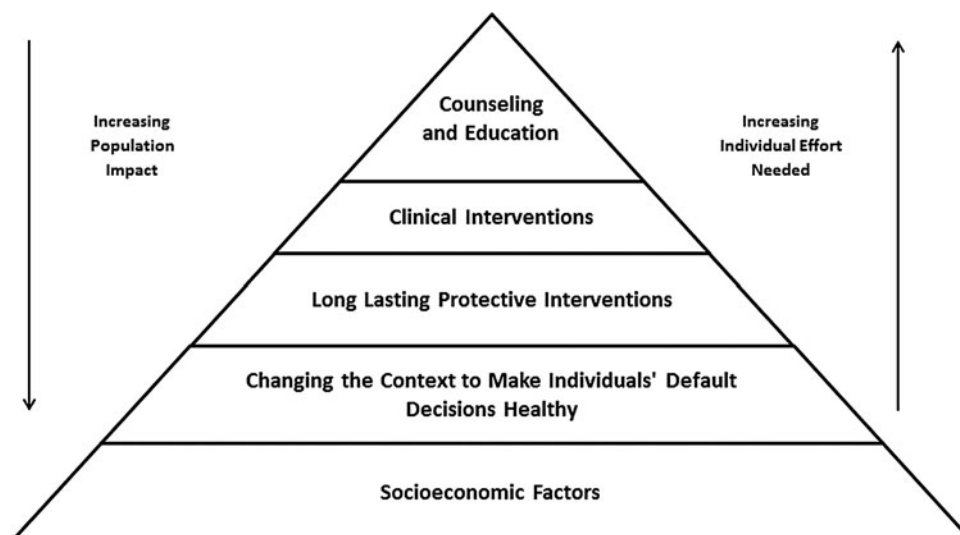 Counseling
and Education
Increasing
Population
Impact
Increasing
Individual Effort
Needed
Clinical Interventions
Long Lasting Protective Interventions
Changing the Context to Make Individuals' Default
Decisions Healthy
Socioeconomic Factors